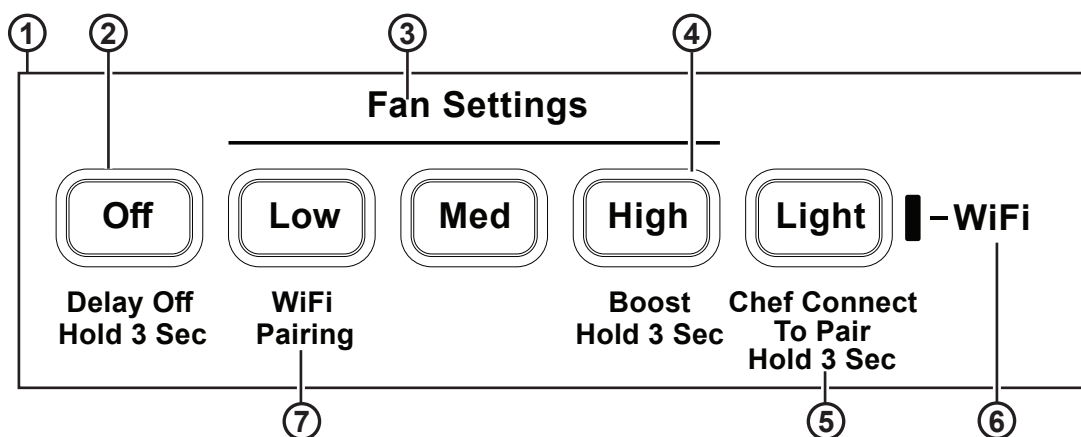 ① ② ③ ④
Fan Settings
Off Low Med High Light -WiFi
Delay Off
Hold 3 Sec
WiFi
Pairing
Boost
Hold 3 Sec
Chef Connect
To Pair
Hold 3 Sec
⑦ ⑤ ⑥